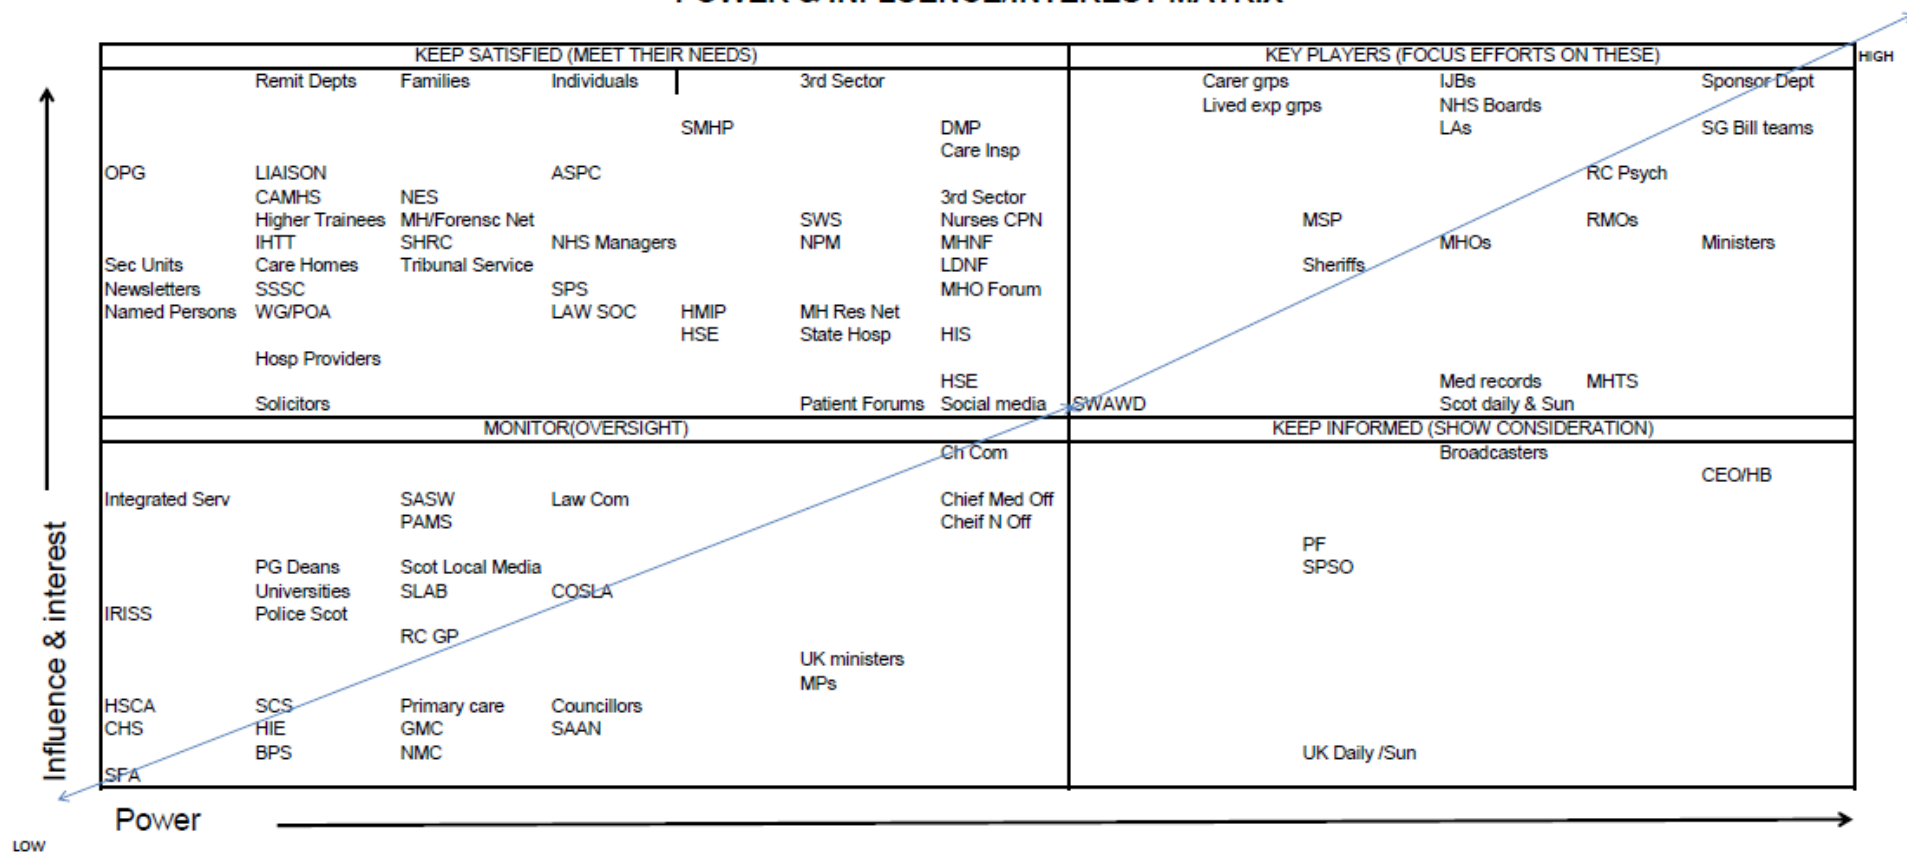 POWER & INFLUENCE/INTEREST MATRIX
KEEP SATISFIED (MEET THEIR NEEDS) KEY PLAYERS (FOCUS EFFORTS ON THESE) HIGH
Remit Depts Families Individuals 3rd Sector Carer grps IJBs Sponsor Dept
Lived exp grps NHS Boards
SMHP DMP LAs SG Bill teams
Care Insp
OPG LIAISON ASPC RC Psych
CAMHS NES 3rd Sector
Higher Trainees MH/Forensc Net SWS Nurses CPN MSP RMOs
IHTT SHRC NHS Managers NPM MHNF MHOs Ministers
Sec Units Care Homes Tribunal Service LDNF Sheriffs
Newsletters SSSC SPS MHO Forum
Named Persons WG/POA LAW SOC HMIP MH Res Net
HSE State Hosp HIS
Hosp Providers
HSE Med records MHTS
Solicitors Patient Forums Social media SWAWD Scot daily & Sun
MONITOR(OVERSIGHT) KEEP INFORMED (SHOW CONSIDERATION)
Ch Com Broadcasters
CEO/HB
Integrated Serv SASW Law Com Chief Med Off
PAMS Cheif N Off
PF
PG Deans Scot Local Media SPSO
Universities SLAB COSLA
IRISS Police Scot
RC GP
UK ministers
MPs
HSCA SCS Primary care Councillors
CHS HIE GMC SAAN
BPS NMC UK Daily /Sun
SFA
Influence & interest
Power
LOW